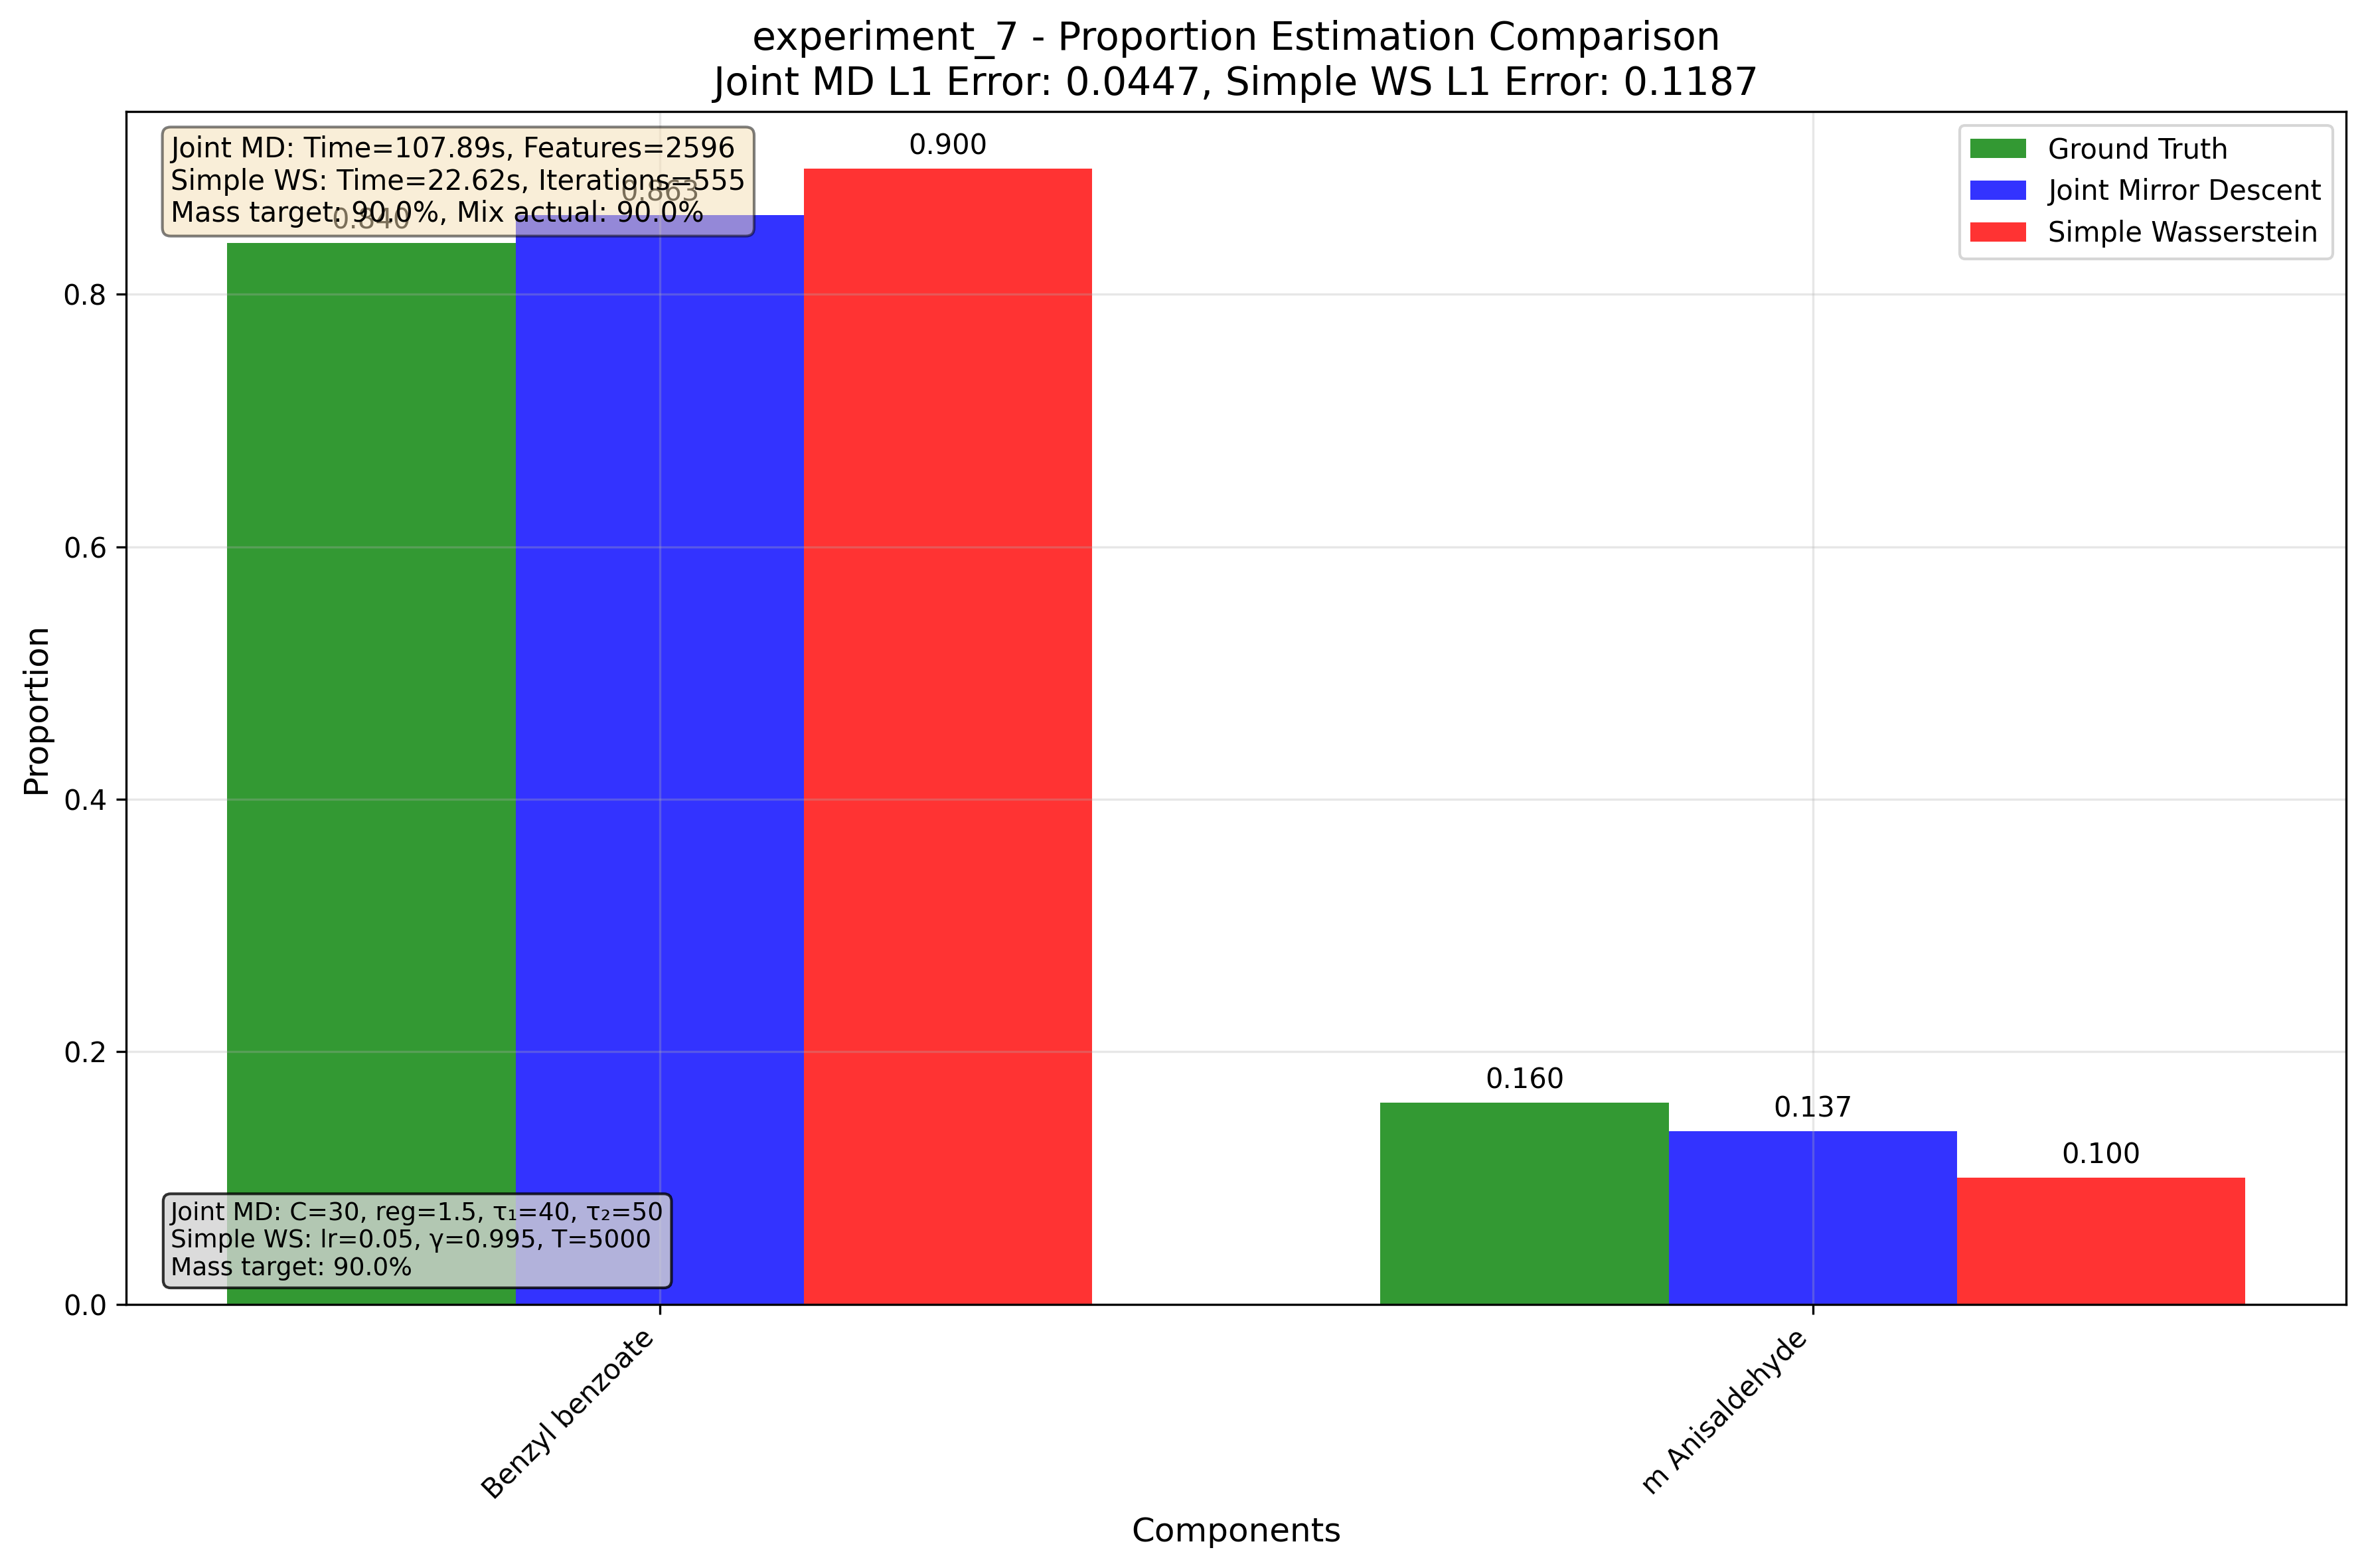 experiment_7 - Proportion Estimation Comparison
Joint MD L1 Error: 0.0447, Simple WS L1 Error: 0.1187
Joint MD: Time=107.89s, Features=2596
Simple WS: Time=22.62s, Iterations=555
Mass target: 90.0%, Mix actual: 90.0%
Ground Truth
Joint Mirror Descent
Simple Wasserstein
0.840
0.863
0.900
0.160
0.137
0.100
Proportion
0.8
0.6
0.4
0.2
0.0
Joint MD: C=30, reg=1.5, τ₁=40, τ₂=50
Simple WS: lr=0.05, γ=0.995, T=5000
Mass target: 90.0%
Benzyl benzoate
m Anisaldehyde
Components